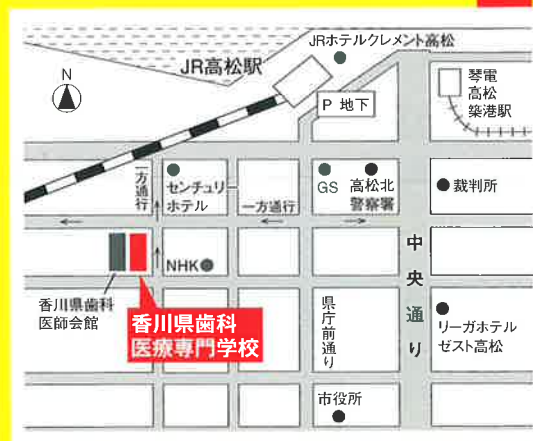 JRホテルクレメント高松
JR高松駅
N
P 地下
琴電
高松
築港駅
一方通行
センチュリー
ホテル
一方通行
GS
高松北
警察署
裁判所
NHK
中央通り
香川県歯科
医師会館
香川県歯科
医療専門学校
県庁前通り
リーガホテル
ゼスト高松
市役所